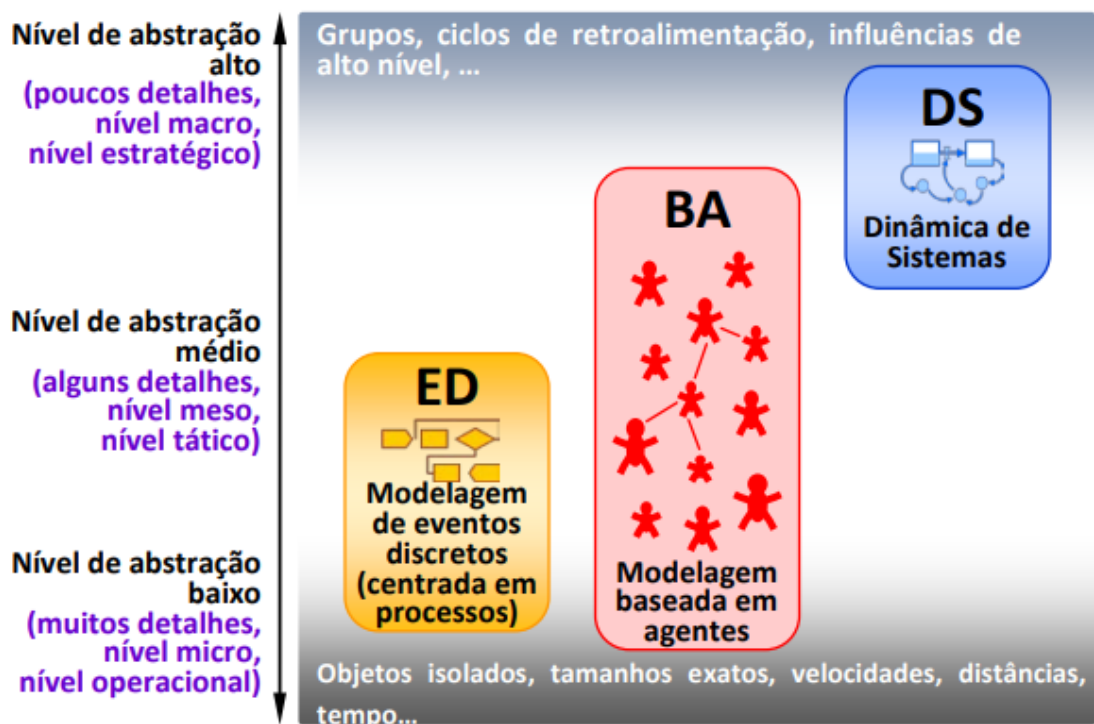 Nível de abstração
alto
(poucos detalhes,
nível macro,
nível estratégico)
Grupos, ciclos de retroalimentação, influências de
alto nível, ...
DS
Dinâmica de
Sistemas
BA
Modelagem
baseada em
agentes
Nível de abstração
médio
(alguns detalhes,
nível meso,
nível tático)
ED
Modelagem
de eventos
discretos
(centrada em
processos)
Nível de abstração
baixo
(muitos detalhes,
nível micro,
nível operacional)
Objetos isolados, tamanhos exatos, velocidades, distâncias,
tempo...